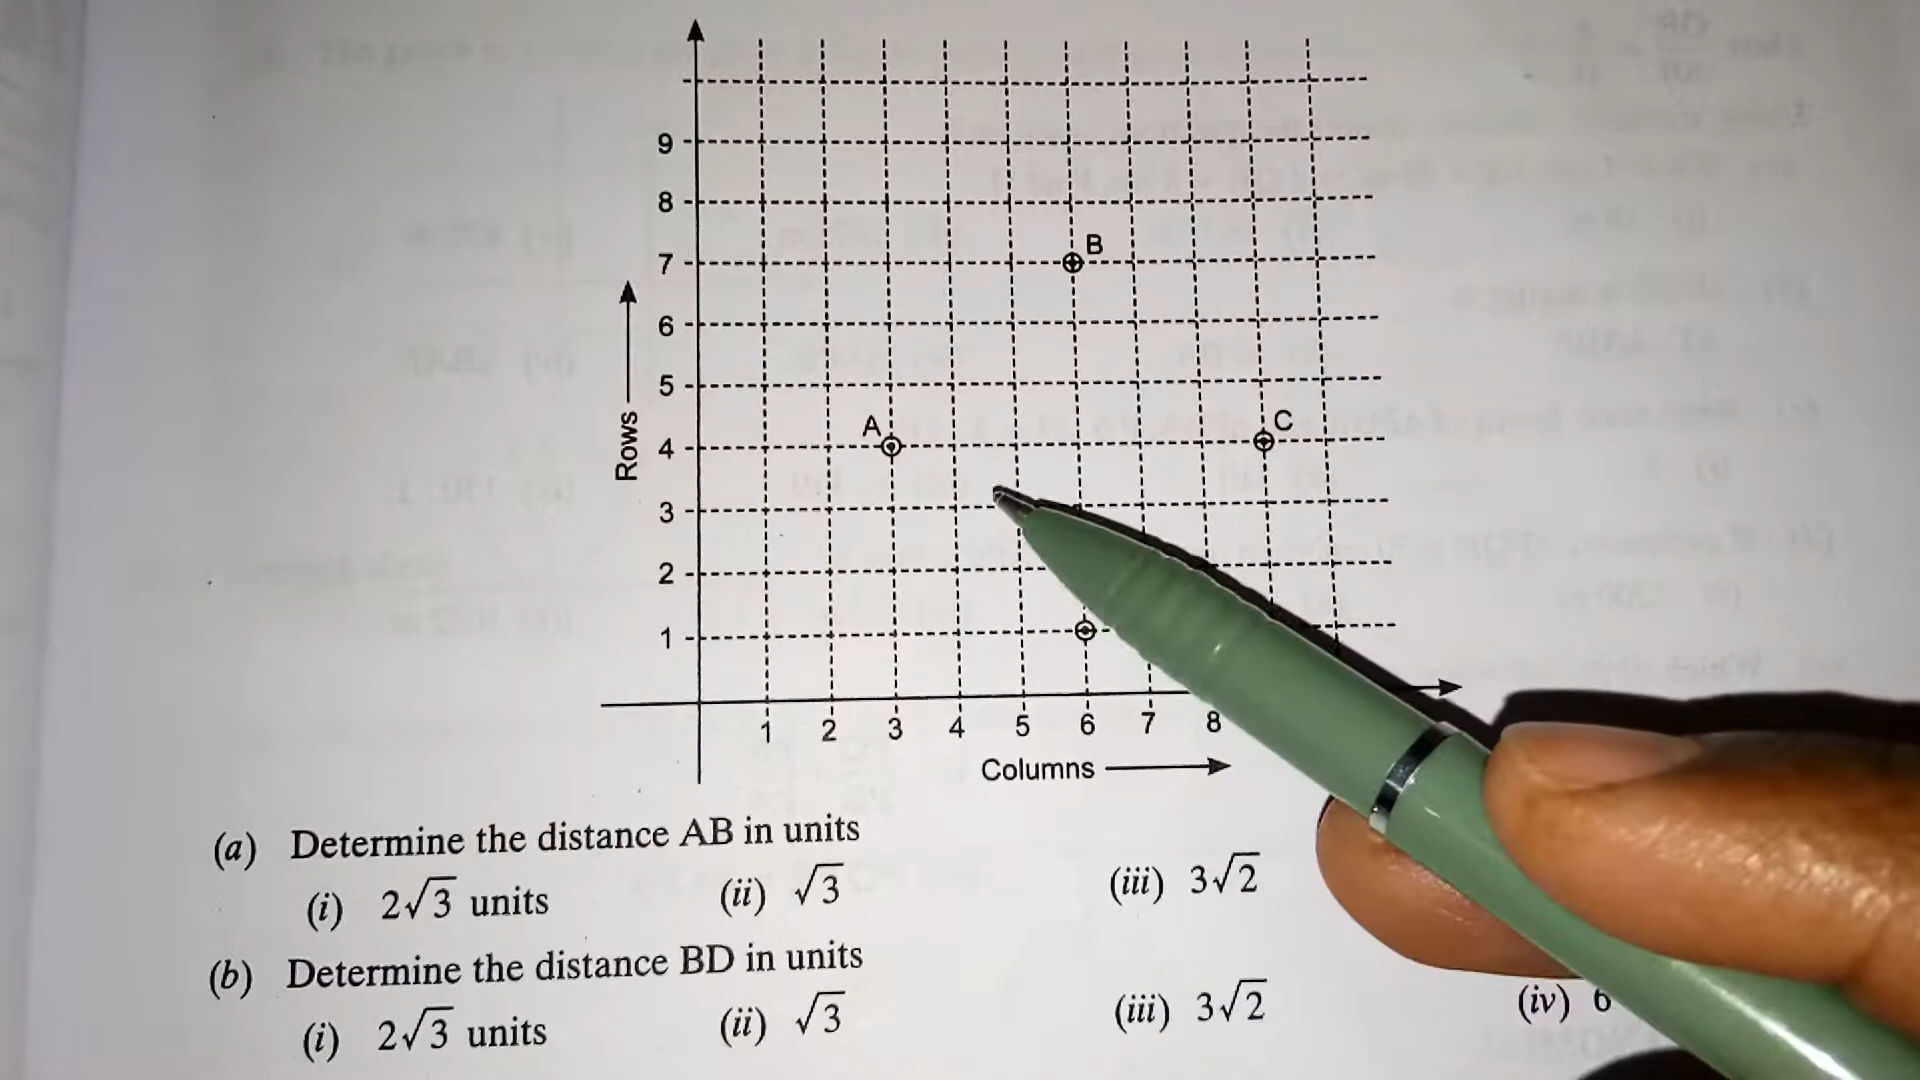 9
8
7
B
6
5
A
C
4
Rows
3
2
1
1 2 3 4 5 6 7 8
Columns
(a) Determine the distance AB in units
(i) 2√3 units (ii) √3 (iii) 3√2
(b) Determine the distance BD in units
(i) 2√3 units (ii) √3 (iii) 3√2 (iv) 6